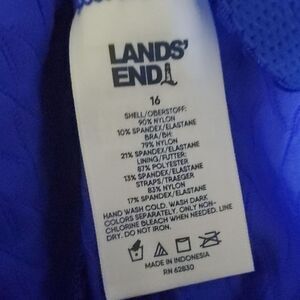 LANDS'
END
16
SHELL/OBERSTOFF:
90% NYLON
10% SPANDEX/ELASTANE
BRA/BH:
79% NYLON
21% SPANDEX/ELASTANE
LINING/FUTTER:
87% POLYESTER
13% SPANDEX/ELASTANE
STRAPS/TRAEGER
83% NYLON
17% SPANDEX/ELASTANE
HAND WASH COLD. WASH DARK
COLORS SEPARATELY. ONLY NON-
CHLORINE BLEACH WHEN NEEDED. LINE
DRY. DO NOT IRON.
MADE IN INDONESIA
RN 62830